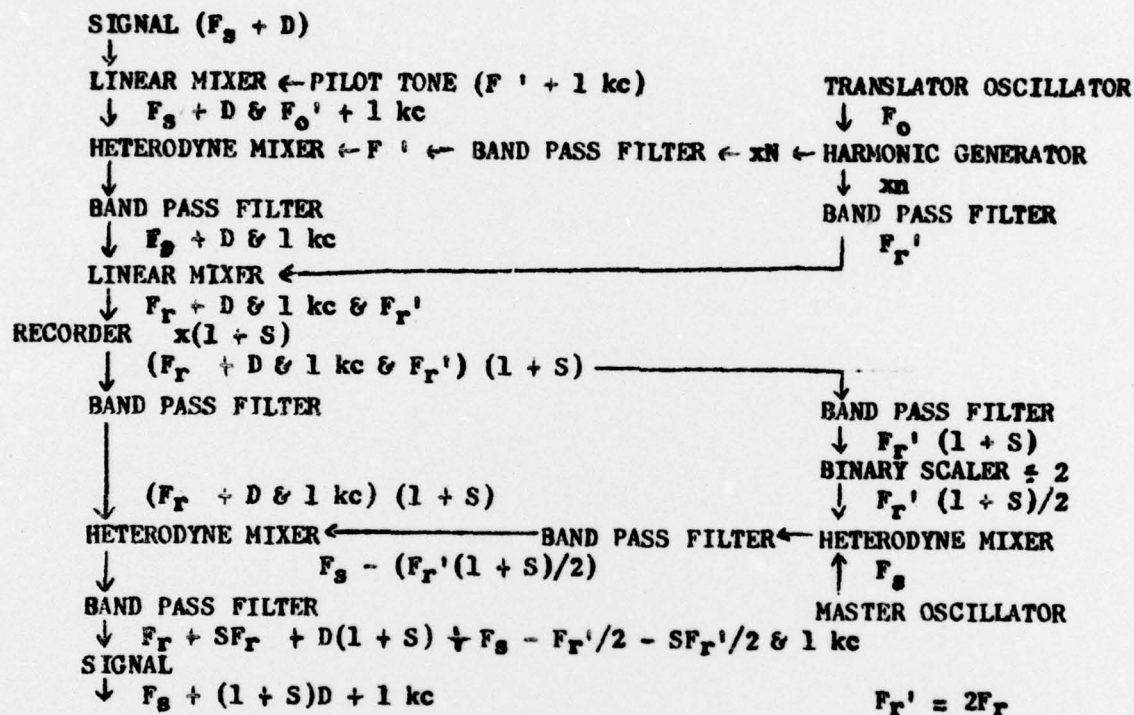 SIGNAL (Fs + D)
↓
LINEAR MIXER ← PILOT TONE (F ' + 1 kc) TRANSLATOR OSCILLATOR
↓ Fs + D & Fo' + 1 kc ↓ Fo
HETERODYNE MIXER ← F ' ← BAND PASS FILTER ← xN ← HARMONIC GENERATOR
↓ ↓ xn
BAND PASS FILTER BAND PASS FILTER
↓ Fs + D & 1 kc Fr'
LINEAR MIXER ←
↓ Fr + D & 1 kc & Fr'
RECORDER x(1 + S)
(Fr + D & 1 kc & Fr') (1 + S)
BAND PASS FILTER BAND PASS FILTER
↓ Fr' (1 + S)
BINARY SCALER ÷ 2
(Fr + D & 1 kc) (1 + S) ↓ Fr' (1 + S)/2
HETERODYNE MIXER ← BAND PASS FILTER ← HETERODYNE MIXER
Fs - (Fr'(1 + S)/2) ↑ Fs
BAND PASS FILTER MASTER OSCILLATOR
↓ Fr + SFr + D(1 + S) + Fs - Fr'/2 - SFr'/2 & 1 kc
SIGNAL
↓ Fs + (1 + S)D + 1 kc Fr' = 2Fr